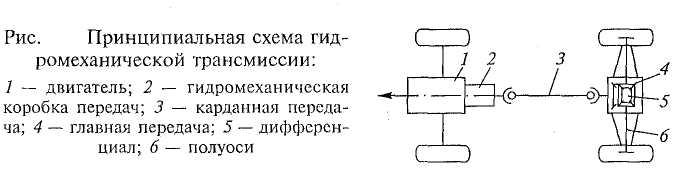 Рис. Принципиальная схема гид-
ромеханической трансмиссии:
1 — двигатель; 2 — гидромеханическая
коробка передач; 3 — карданная переда-
ча; 4 — главная передача; 5 — дифферен-
циал; 6 — полуоси
1
2
3
4
5
6